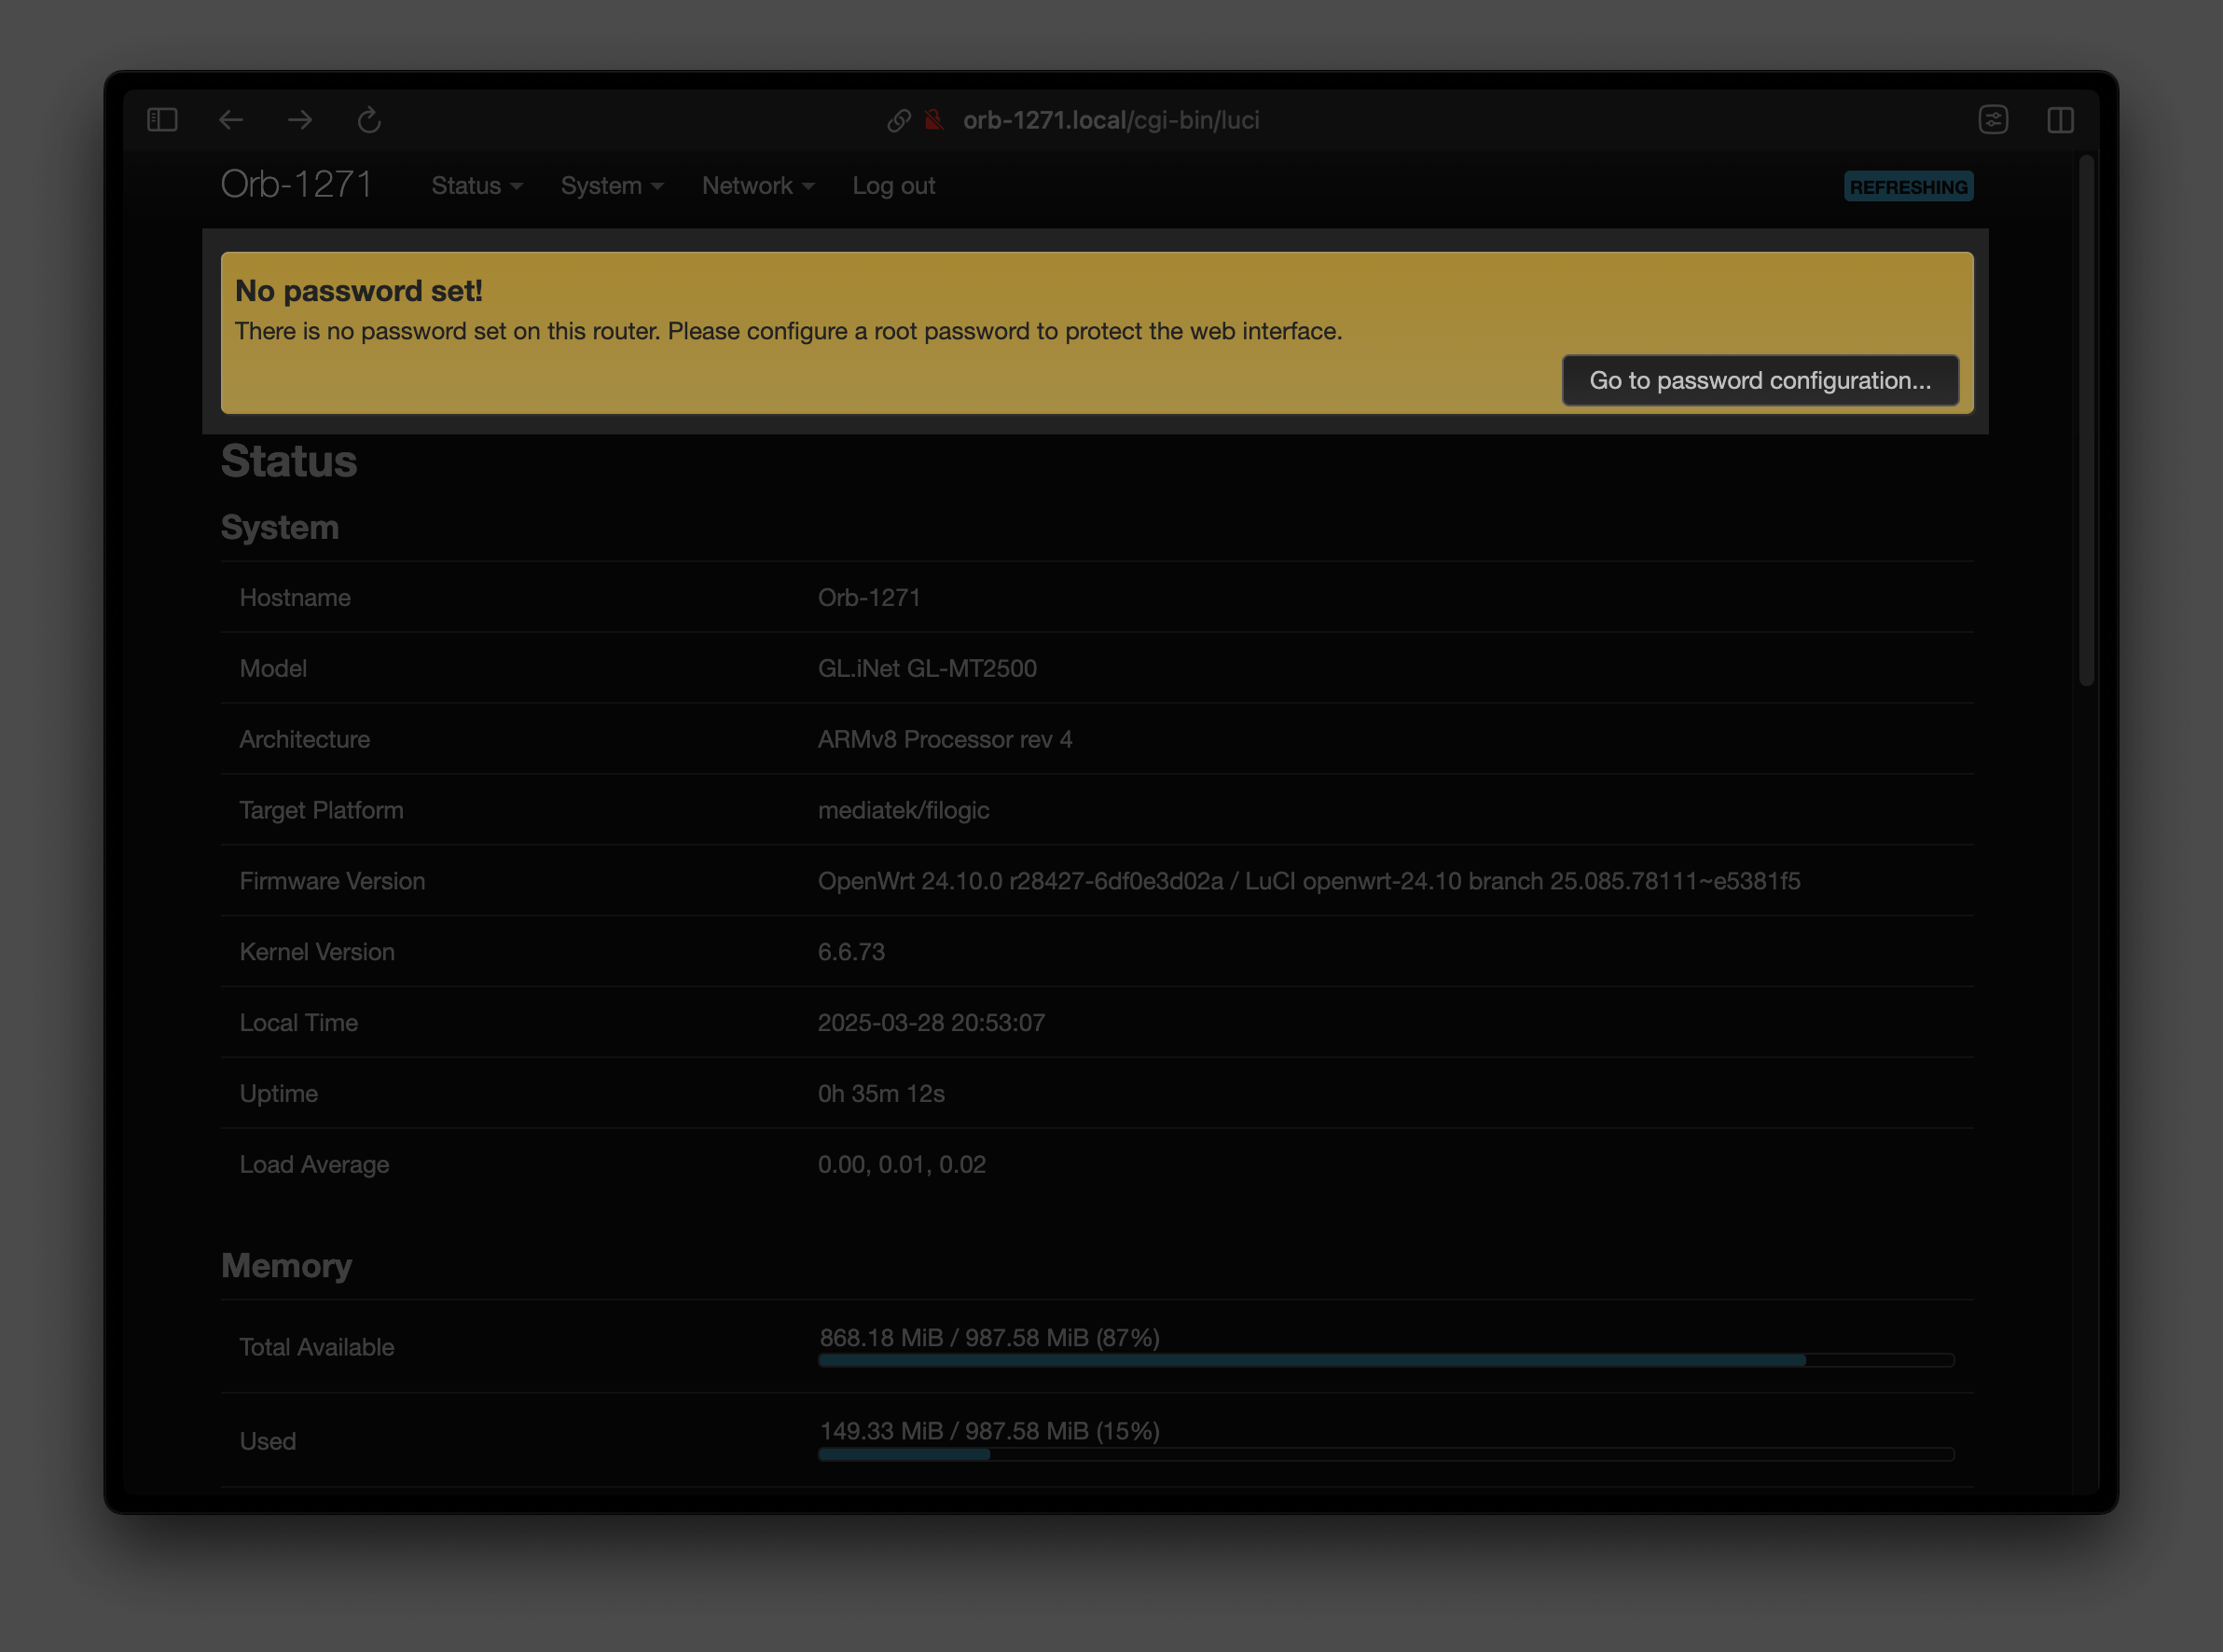 orb-1271.local/cgi-bin/luci
Orb-1271 Status System Network Log out REFRESHING
No password set!
There is no password set on this router. Please configure a root password to protect the web interface.
Go to password configuration...
Status
System
Hostname Orb-1271
Model GL.iNet GL-MT2500
Architecture ARMv8 Processor rev 4
Target Platform mediatek/filogic
Firmware Version OpenWrt 24.10.0 r28427-6df0e3d02a / LuCI openwrt-24.10 branch 25.085.78111~e5381f5
Kernel Version 6.6.73
Local Time 2025-03-28 20:53:07
Uptime 0h 35m 12s
Load Average 0.00, 0.01, 0.02
Memory
Total Available 868.18 MiB / 987.58 MiB (87%)
Used 149.33 MiB / 987.58 MiB (15%)